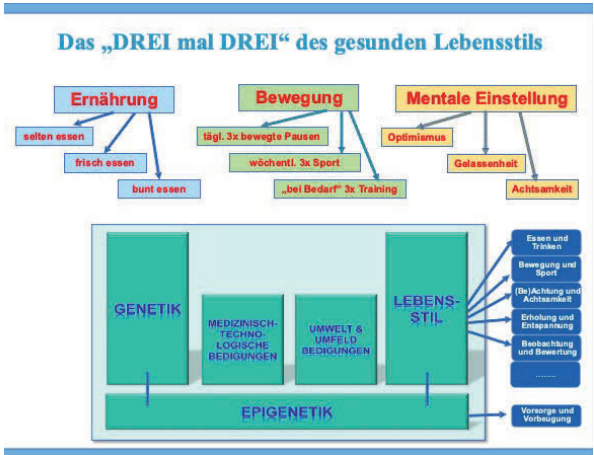 Das „DREI mal DREI“ des gesunden Lebensstils
Ernährung
selten essen
frisch essen
bunt essen
Bewegung
tägl. 3x bewegte Pausen
wöchentl. 3x Sport
„bei Bedarf“ 3x Training
Mentale Einstellung
Optimismus
Gelassenheit
Achtsamkeit
GENETIK
MEDIZINISCH-
TECHNO-
LOGISCHE
BEDIGUNGEN
UMWELT &
UMFELD
BEDIGUNGEN
LEBENS-
STIL
EPIGENETIK
Essen und
Trinken
Bewegung und
Sport
(Be)Achtung und
Achtsamkeit
Erholung und
Entspannung
Beobachtung
und Bewertung
........
Vorsorge und
Vorbeugung